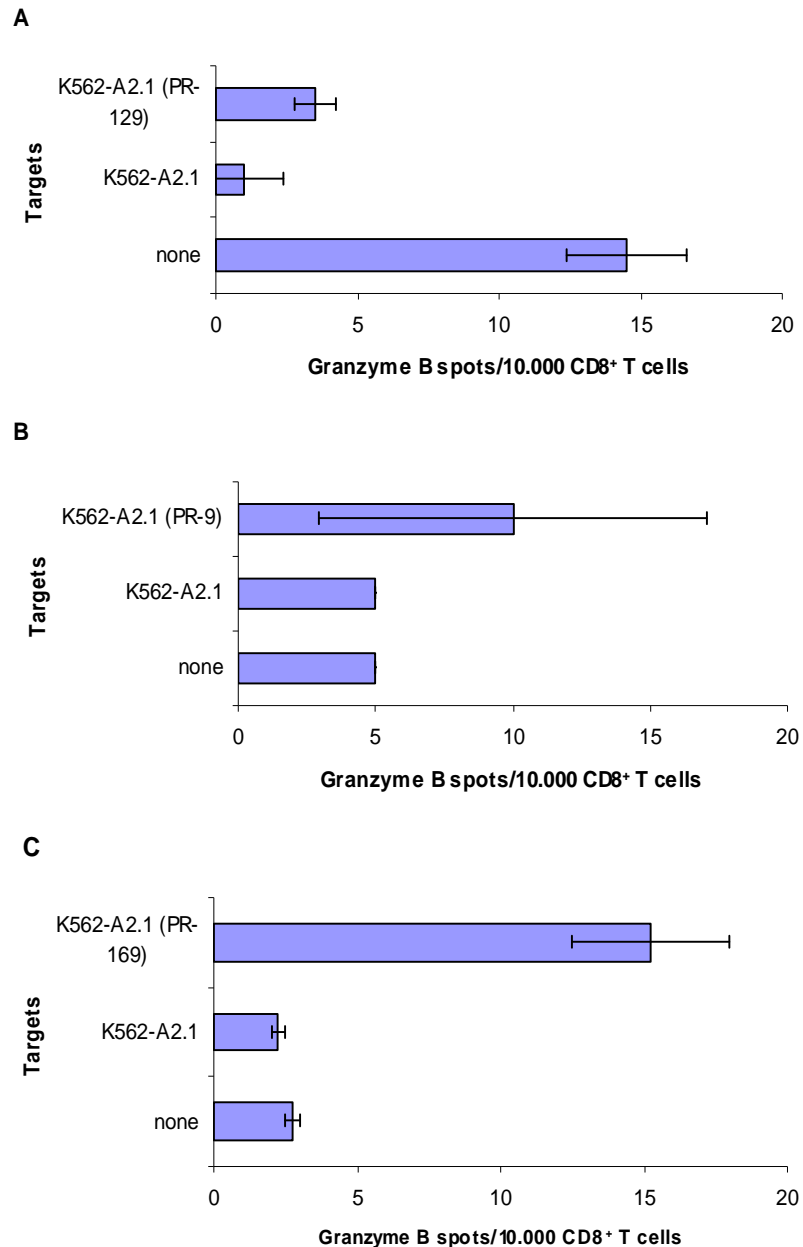 A
K562-A2.1 (PR-
129)
K562-A2.1
none
Targets
0 5 10 15 20
Granzyme B spots/10.000 CD8+ T cells
B
K562-A2.1 (PR-9)
K562-A2.1
none
Targets
0 5 10 15 20
Granzyme B spots/10.000 CD8+ T cells
C
K562-A2.1 (PR-
169)
K562-A2.1
none
Targets
0 5 10 15 20
Granzyme B spots/10.000 CD8+ T cells